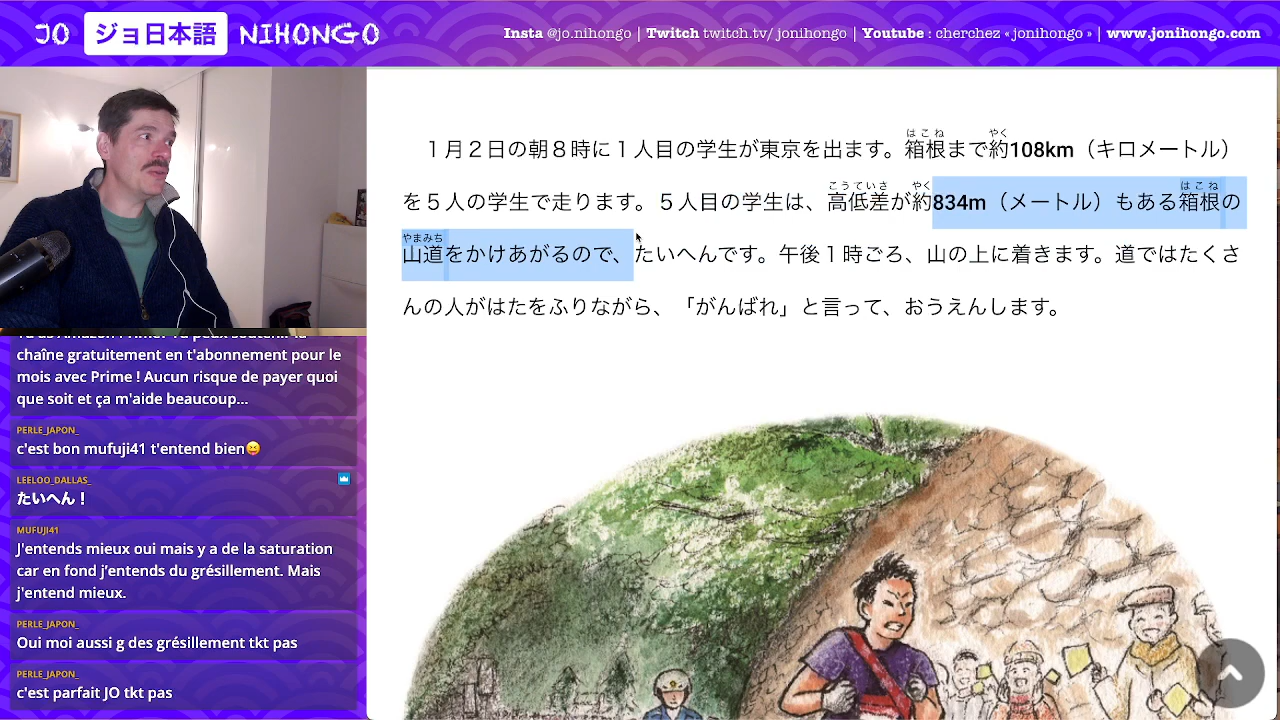 JO ジョ日本語 NIHONGO
Insta @jo.nihongo | Twitch twitch.tv/ jonihongo | Youtube : cherchez « jonihongo » | www.jonihongo.com
はこね やく
１月２日の朝８時に１人目の学生が東京を出ます。箱根まで約108km（キロメートル）
こうていさ やく はこね
を５人の学生で走ります。５人目の学生は、高低差が約834m（メートル）もある箱根の
やまみち
山道をかけあがるので、たいへんです。午後１時ごろ、山の上に着きます。道ではたくさ
んの人がはたをふりながら、「がんばれ」と言って、おうえんします。
chaîne gratuitement en t'abonnement pour le
mois avec Prime ! Aucun risque de payer quoi
que soit et ça m'aide beaucoup...
PERLE_JAPON_
c'est bon mufuji41 t'entend bien😝
LEELOO_DALLAS_
たいへん！
MUFUJI41
J'entends mieux oui mais y a de la saturation
car en fond j'entends du grésillement. Mais
j'entend mieux.
PERLE_JAPON_
Oui moi aussi g des grésillement tkt pas
PERLE_JAPON_
c'est parfait JO tkt pas